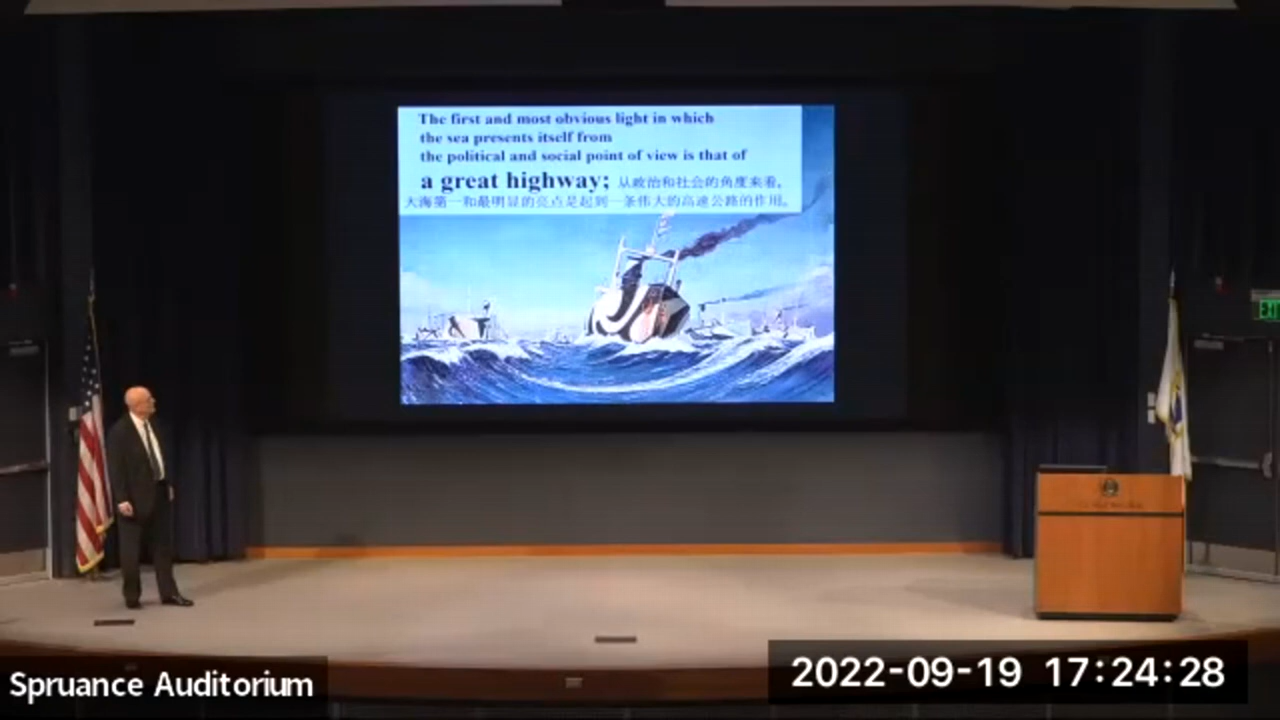 The first and most obvious light in which
the sea presents itself from
the political and social point of view is that of
a great highway; 从政治和社会的角度来看，
大海第一和最明显的亮点是起到一条伟大的高速公路的作用。
Spruance Auditorium
2022-09-19 17:24:28